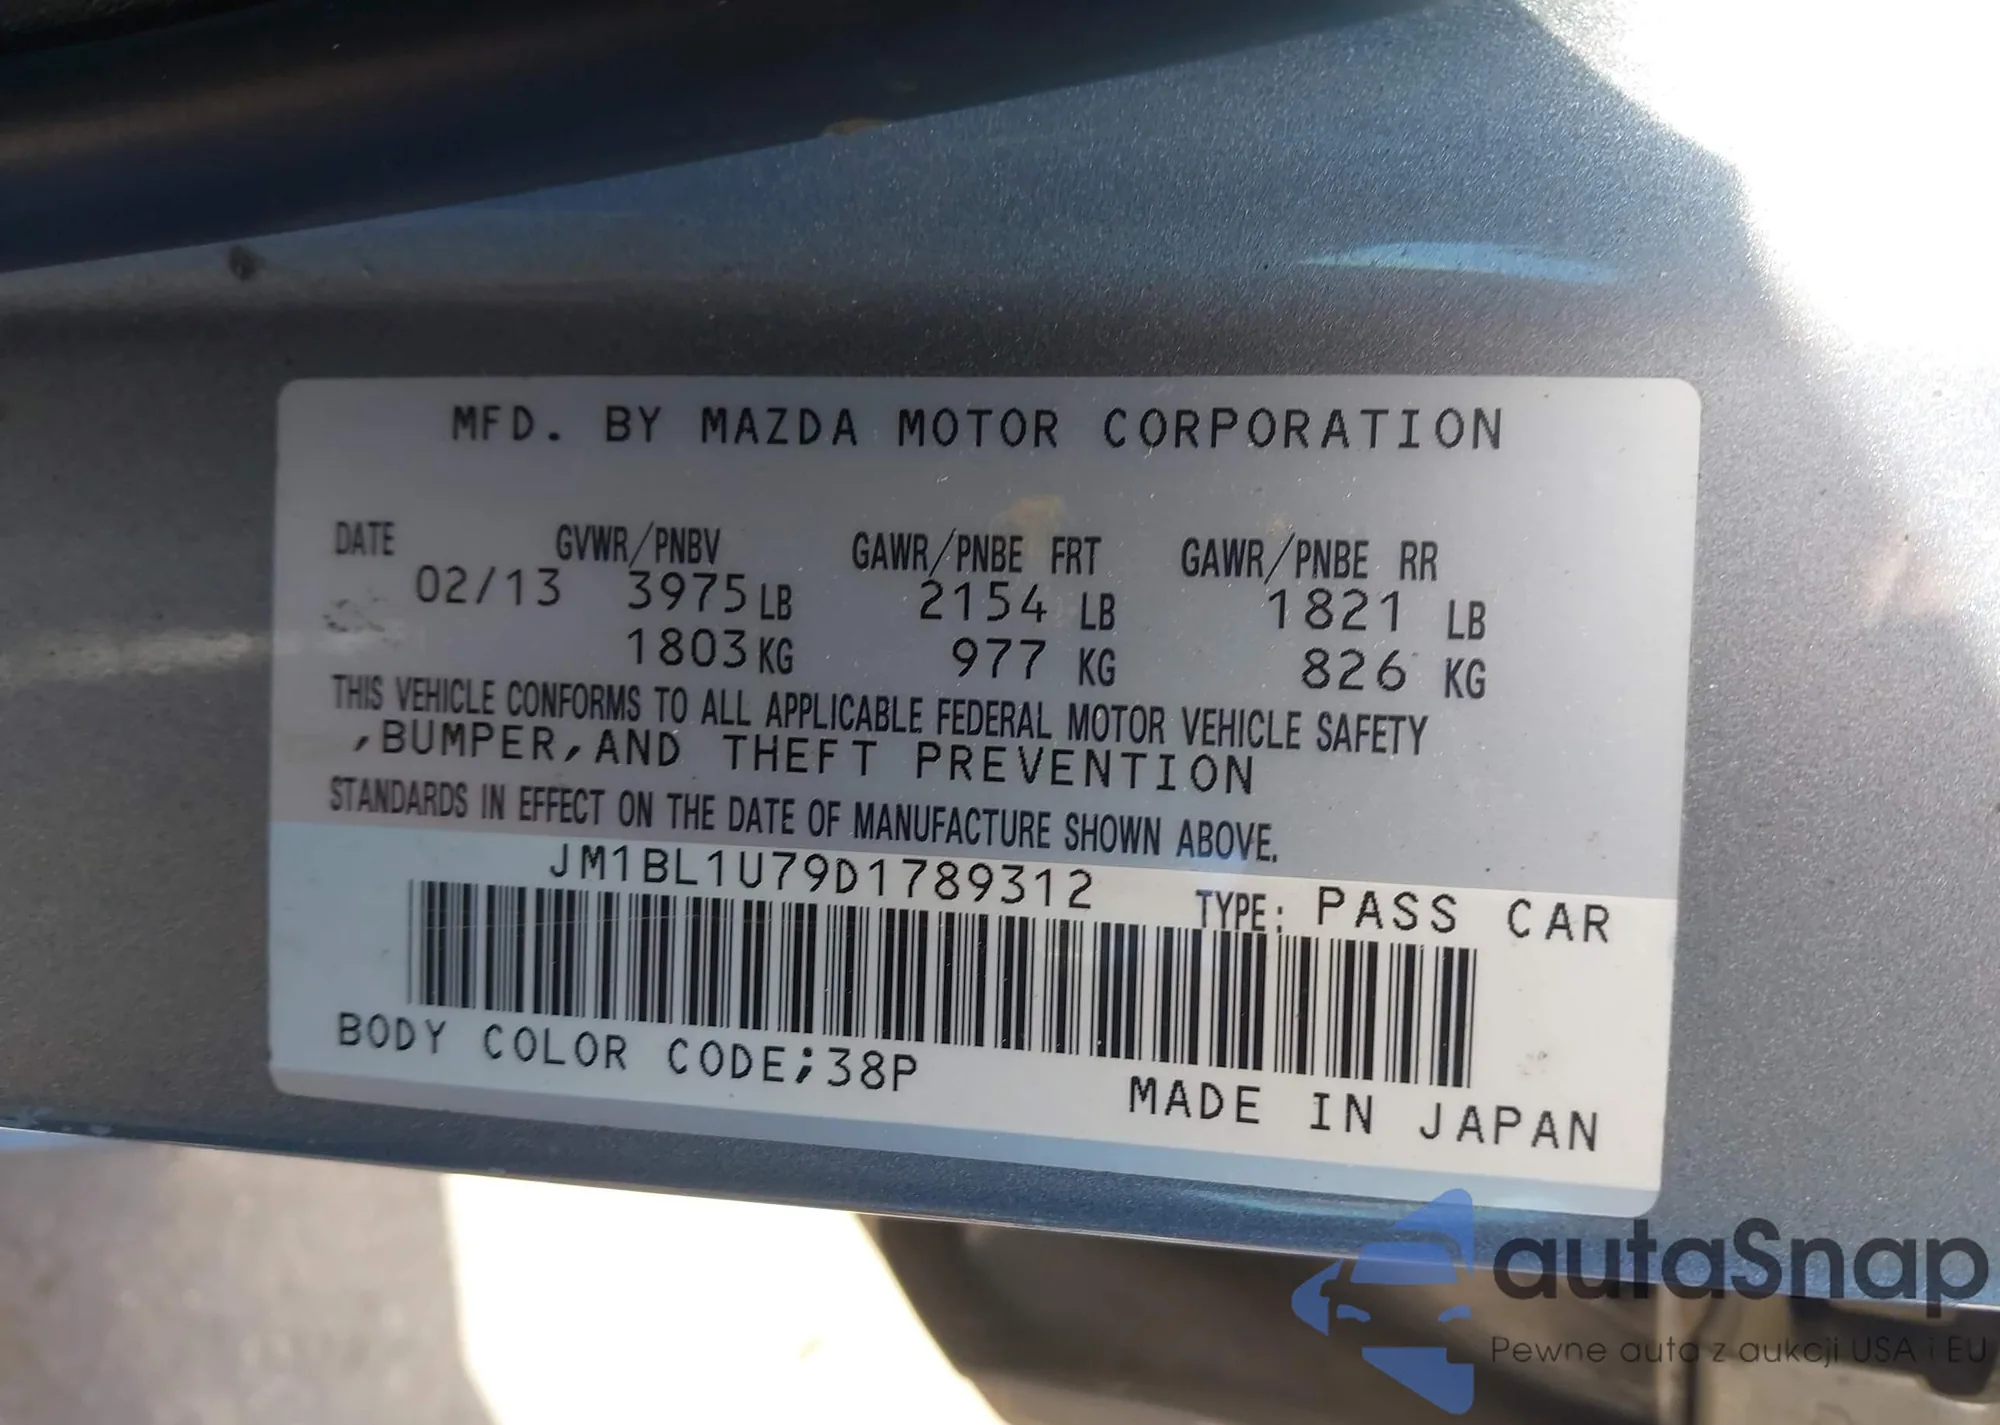 MFD. BY MAZDA MOTOR CORPORATION
DATE GVWR/PNBV GAWR/PNBE FRT GAWR/PNBE RR
02/13 3975 LB 2154 LB 1821 LB
1803 KG 977 KG 826 KG
THIS VEHICLE CONFORMS TO ALL APPLICABLE FEDERAL MOTOR VEHICLE SAFETY
,BUMPER,AND THEFT PREVENTION
STANDARDS IN EFFECT ON THE DATE OF MANUFACTURE SHOWN ABOVE.
JM1BL1U79D1789312 TYPE: PASS CAR
BODY COLOR CODE;38P
MADE IN JAPAN
autaSnap
Pewne auta z aukcji USA i EU